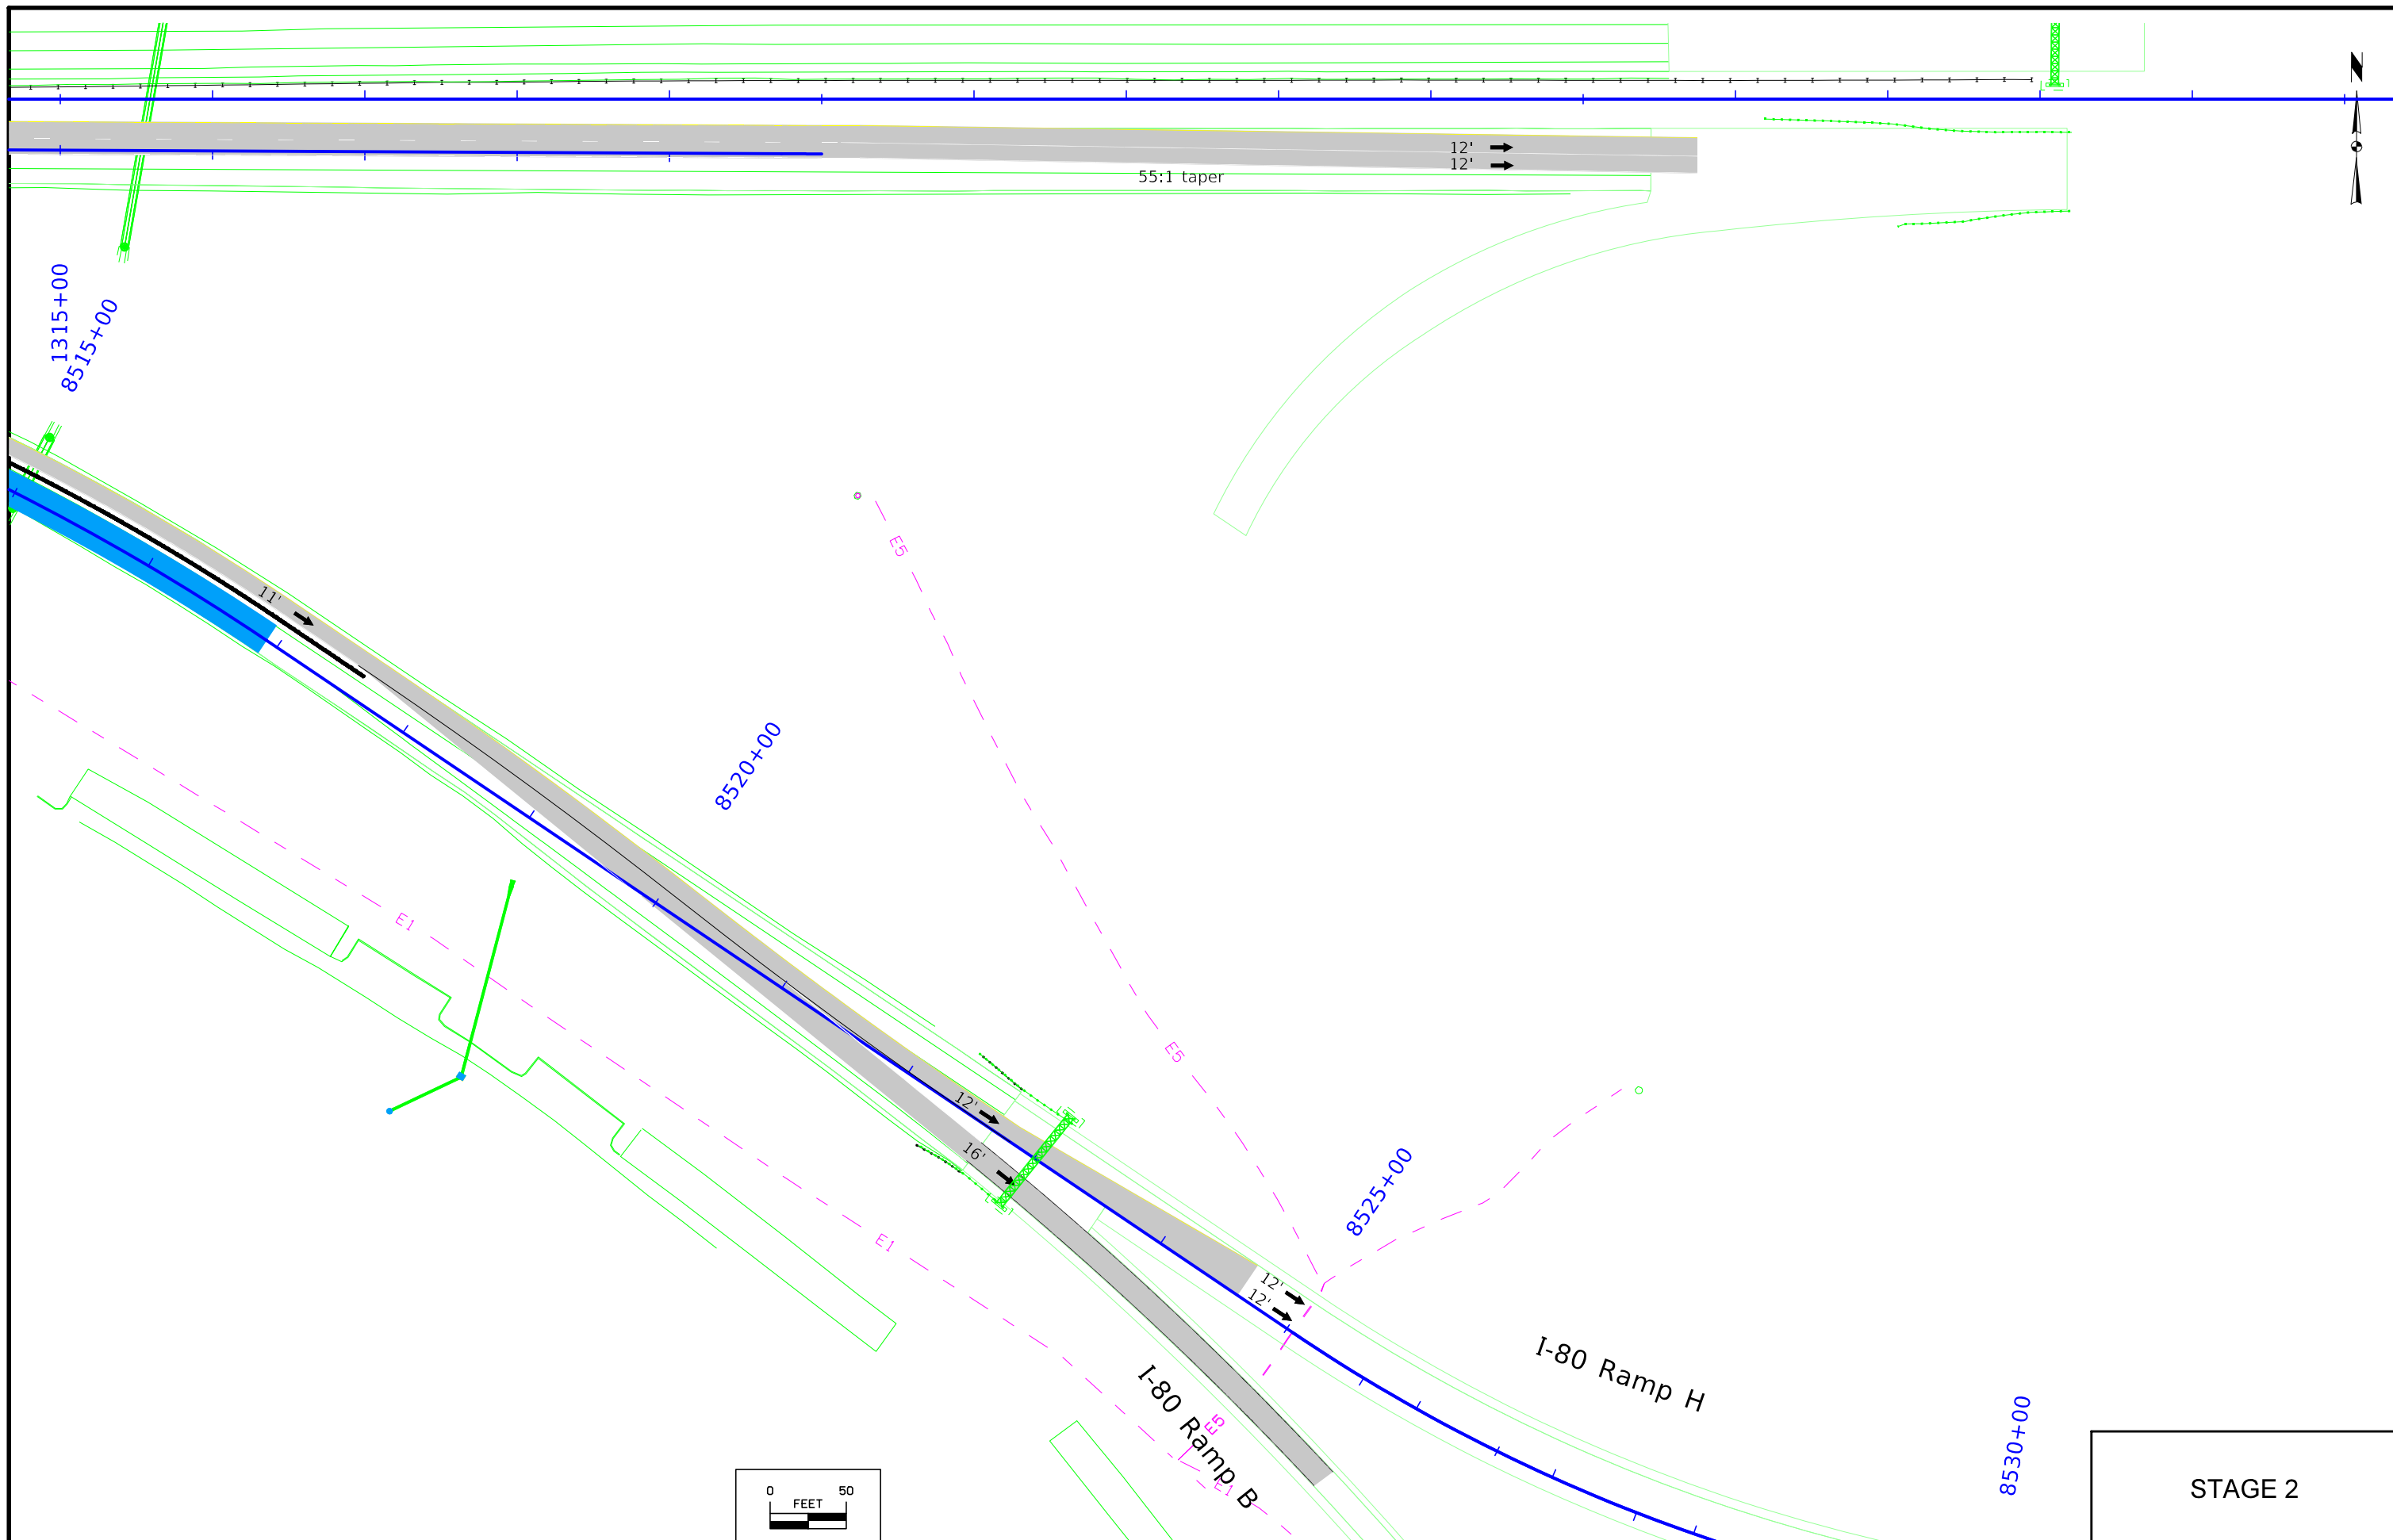 N
12'
12'
55:1 taper
1315+00
8515+00
E5
11'
8520+00
E1
E5
12'
16'
8525+00
E1
12'
12'
I-80 Ramp H
I-80 Ramp B
E5
E1
8530+00
0 50
FEET
STAGE 2